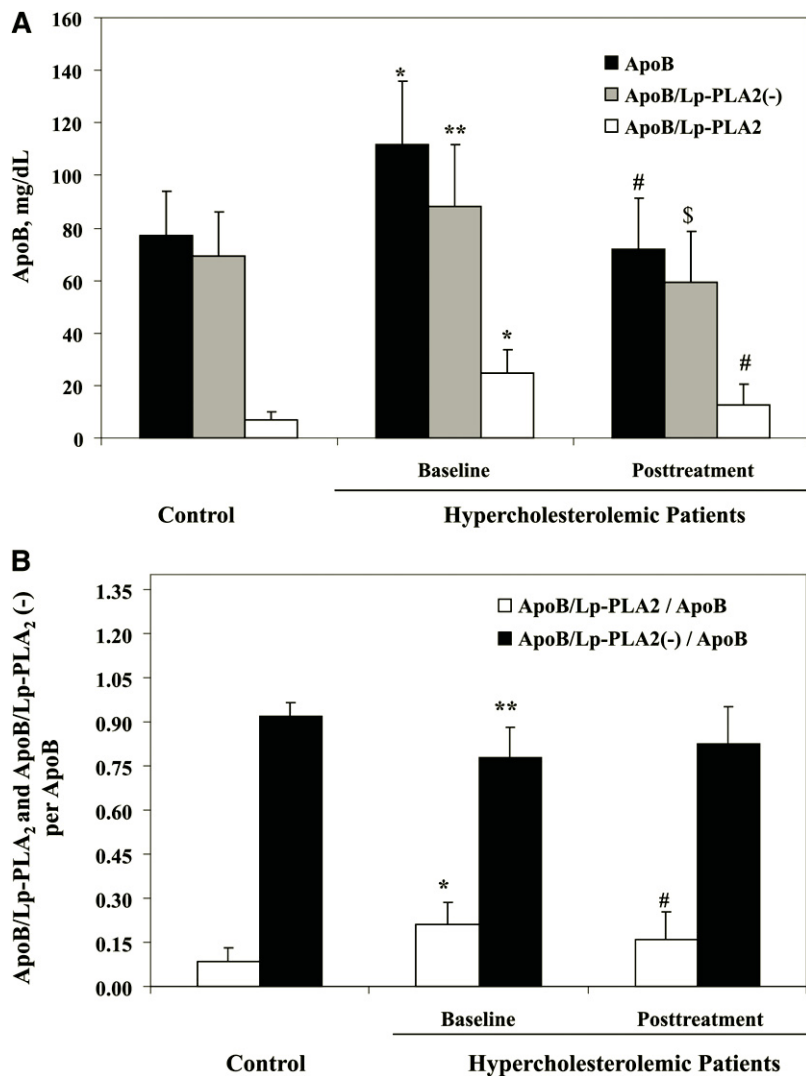 A
160
140
120
100
80
60
40
20
0
ApoB, mg/dL
ApoB
ApoB/Lp-PLA2(-)
ApoB/Lp-PLA2
*
**
*
#
$
#
Baseline
Posttreatment
Control
Hypercholesterolemic Patients
B
1.35
1.20
1.05
0.90
0.75
0.60
0.45
0.30
0.15
0.00
ApoB/Lp-PLA₂ and ApoB/Lp-PLA₂ (-)
per ApoB
ApoB/Lp-PLA2 / ApoB
ApoB/Lp-PLA2(-) / ApoB
*
**
#
Baseline
Posttreatment
Control
Hypercholesterolemic Patients